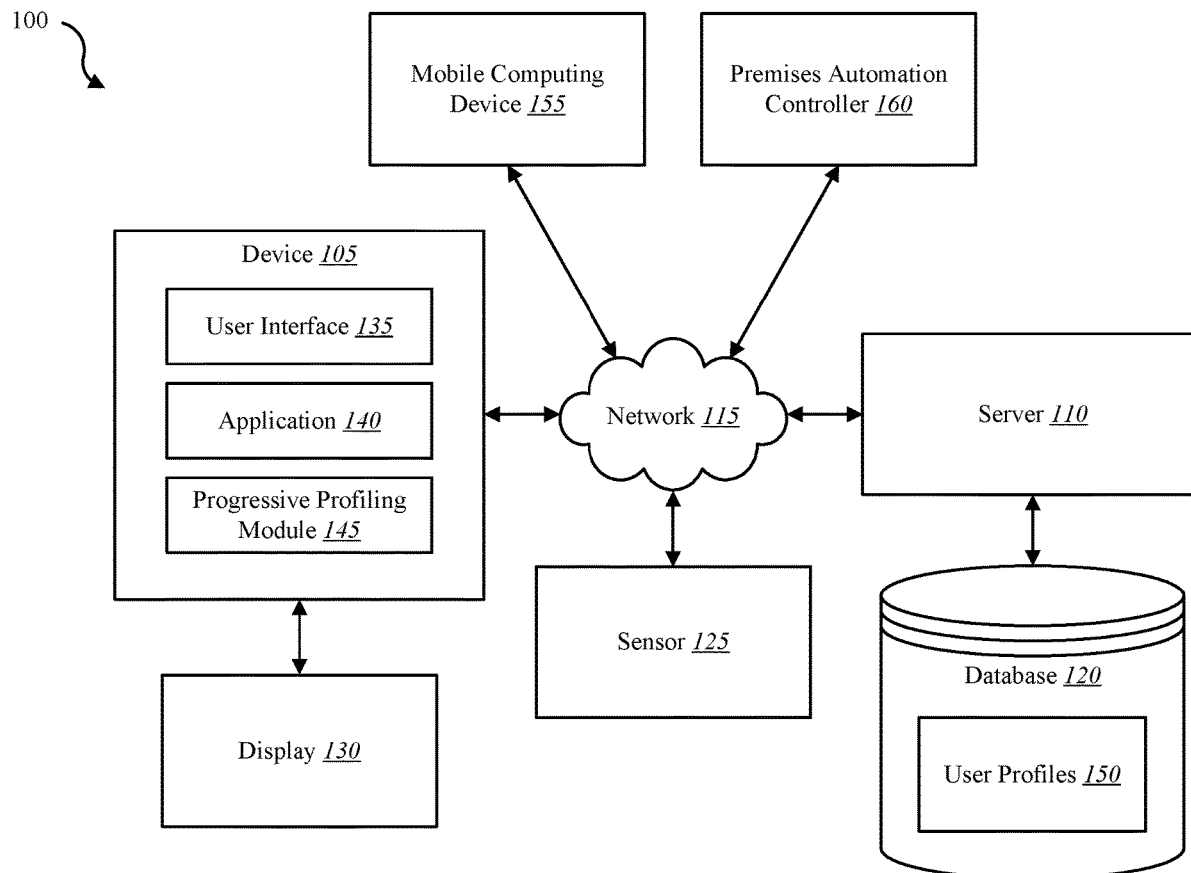 100
Mobile Computing
Device 155
Premises Automation
Controller 160
Device 105
User Interface 135
Application 140
Progressive Profiling
Module 145
Network 115
Server 110
Sensor 125
Display 130
Database 120
User Profiles 150